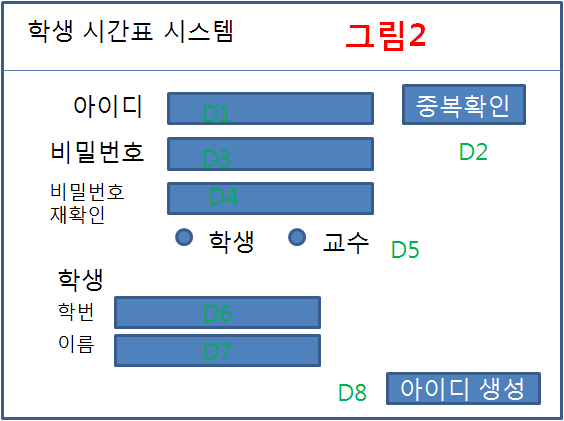 학생 시간표 시스템 그림2
아이디 D1 중복확인
비밀번호 D3 D2
비밀번호 D4
재확인
학생 교수 D5
학생
학번 D6
이름 D7
D8 아이디 생성